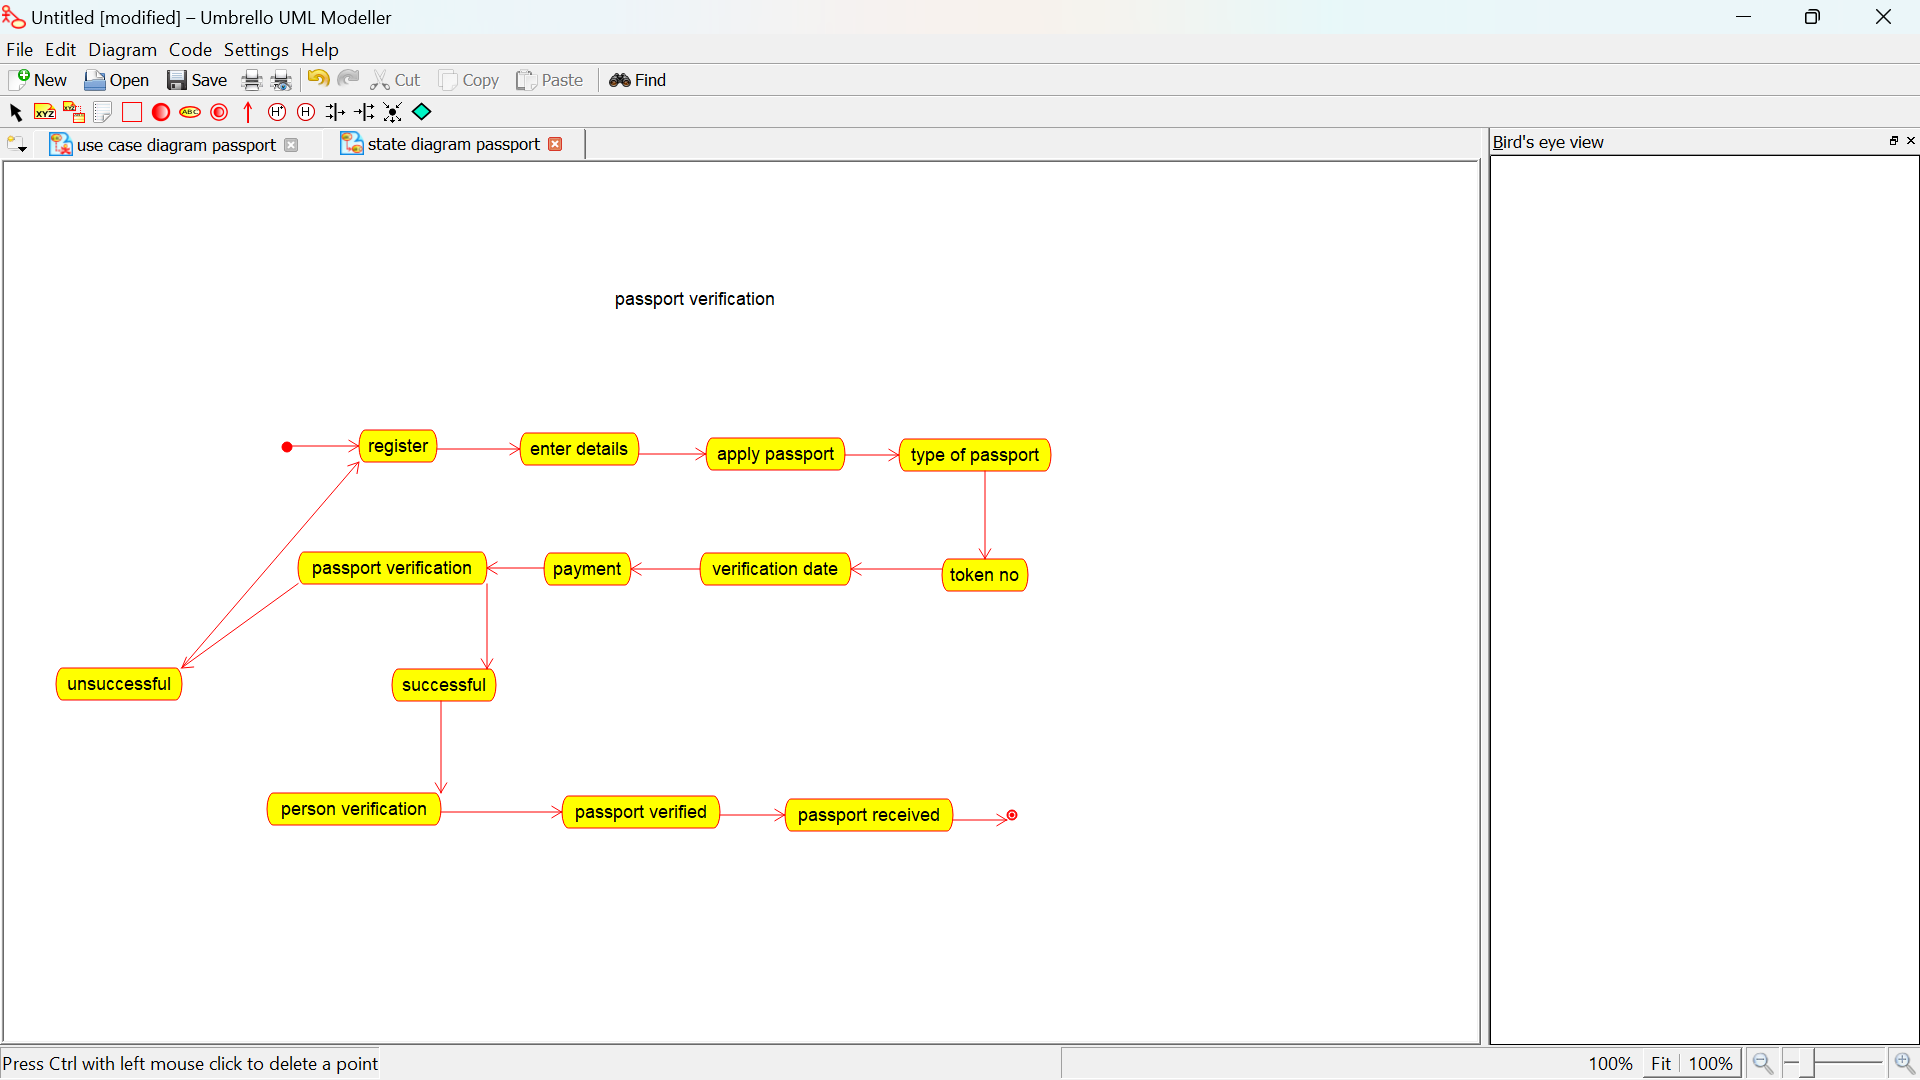 Untitled [modified] – Umbrello UML Modeller
File Edit Diagram Code Settings Help
New Open Save Cut Copy Paste Find
XYZ XYZ ABC H* H
use case diagram passport state diagram passport
Bird's eye view
passport verification
register enter details apply passport type of passport
passport verification payment verification date token no
unsuccessful successful
person verification passport verified passport received
Press Ctrl with left mouse click to delete a point
100% Fit 100%